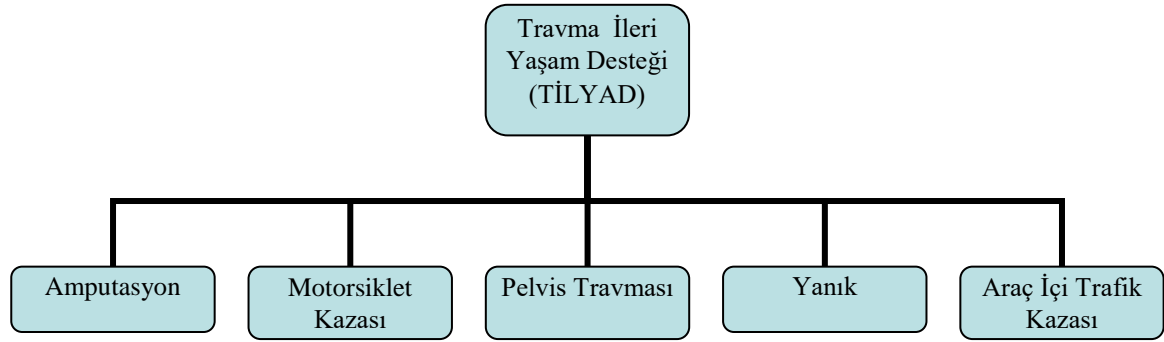 Travma İleri
Yaşam Desteği
(TİLYAD)
Amputasyon
Motorsiklet
Kazası
Pelvis Travması
Yanık
Araç İçi Trafik
Kazası